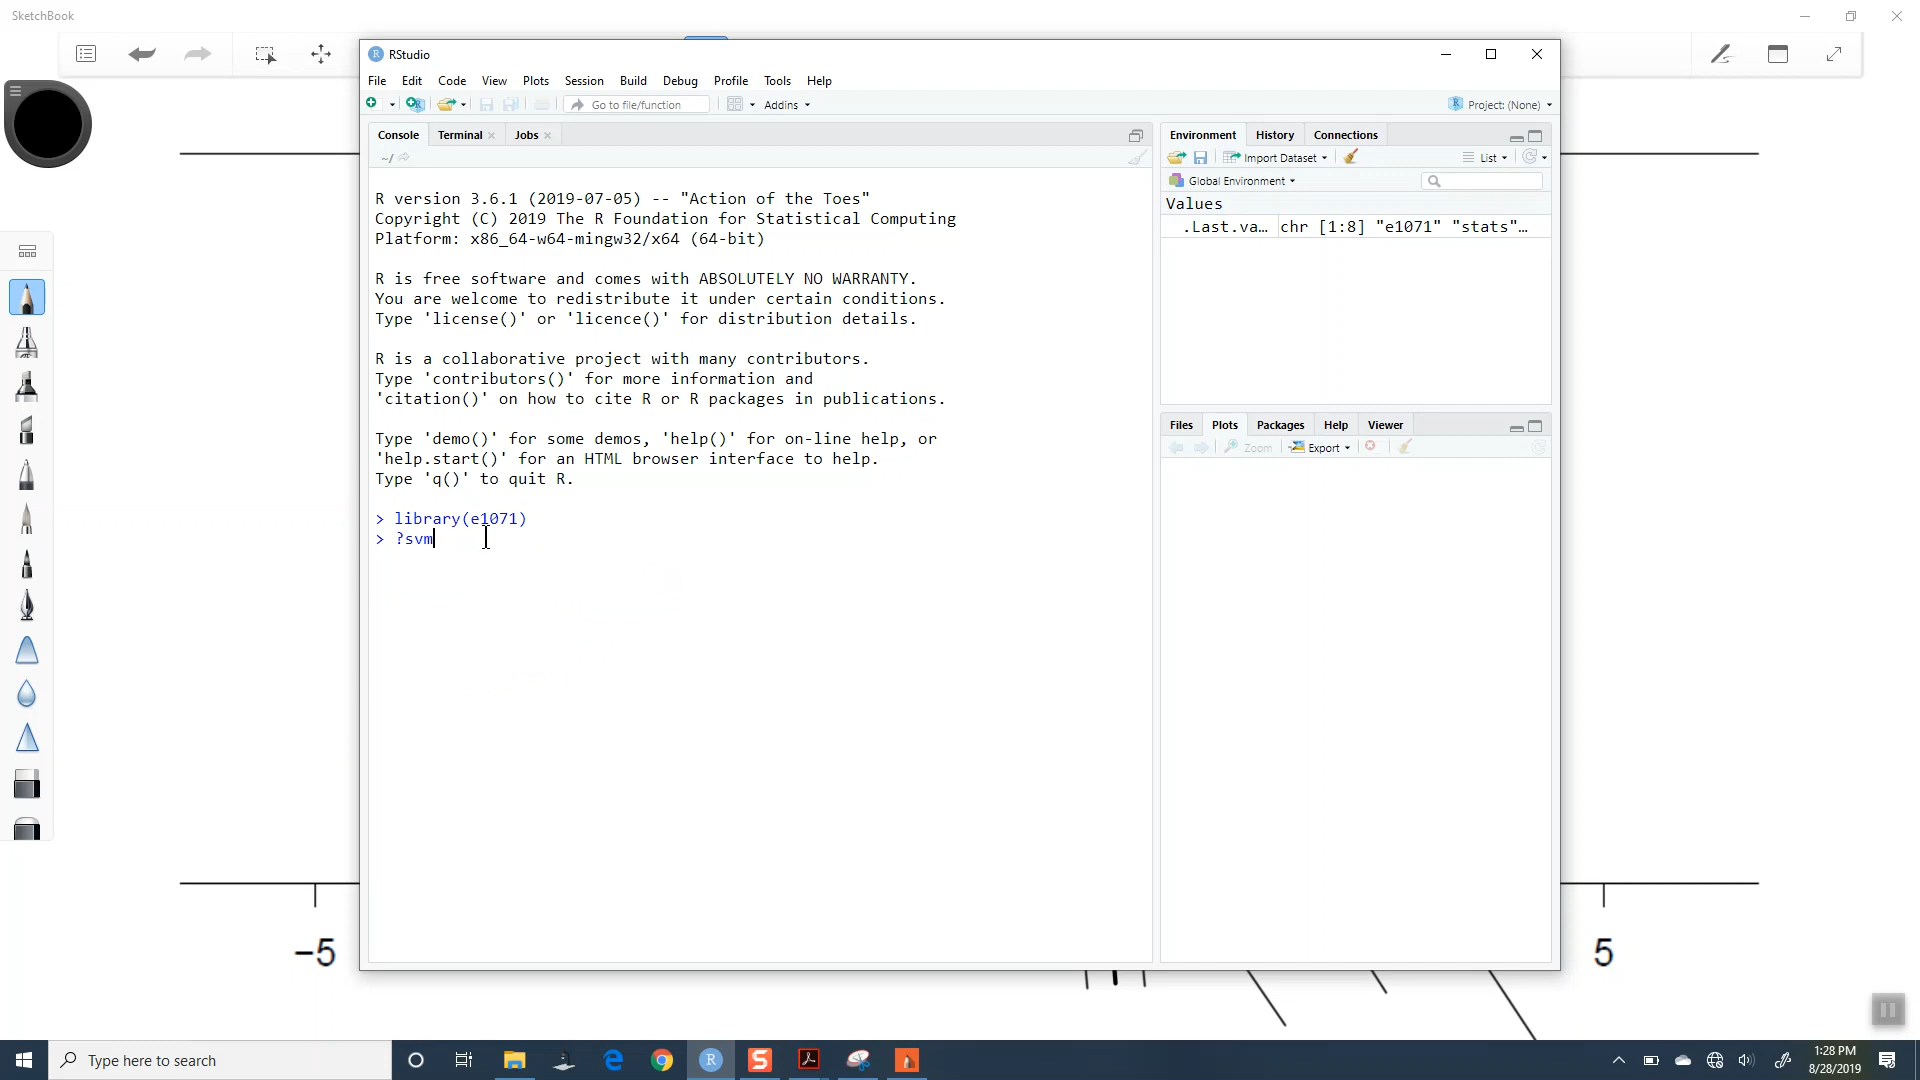 SketchBook
RStudio
File Edit Code View Plots Session Build Debug Profile Tools Help
Go to file/function
Addins
Project: (None)
Console Terminal Jobs
~/
R version 3.6.1 (2019-07-05) -- "Action of the Toes"
Copyright (C) 2019 The R Foundation for Statistical Computing
Platform: x86_64-w64-mingw32/x64 (64-bit)
R is free software and comes with ABSOLUTELY NO WARRANTY.
You are welcome to redistribute it under certain conditions.
Type 'license()' or 'licence()' for distribution details.
R is a collaborative project with many contributors.
Type 'contributors()' for more information and
'citation()' on how to cite R or R packages in publications.
Type 'demo()' for some demos, 'help()' for on-line help, or
'help.start()' for an HTML browser interface to help.
Type 'q()' to quit R.
> library(e1071)
> ?svm
Environment History Connections
Import Dataset
List
Global Environment
Values
.Last.va… chr [1:8] "e1071" "stats"…
Files Plots Packages Help Viewer
Zoom Export
−5
5
Type here to search
1:28 PM
8/28/2019